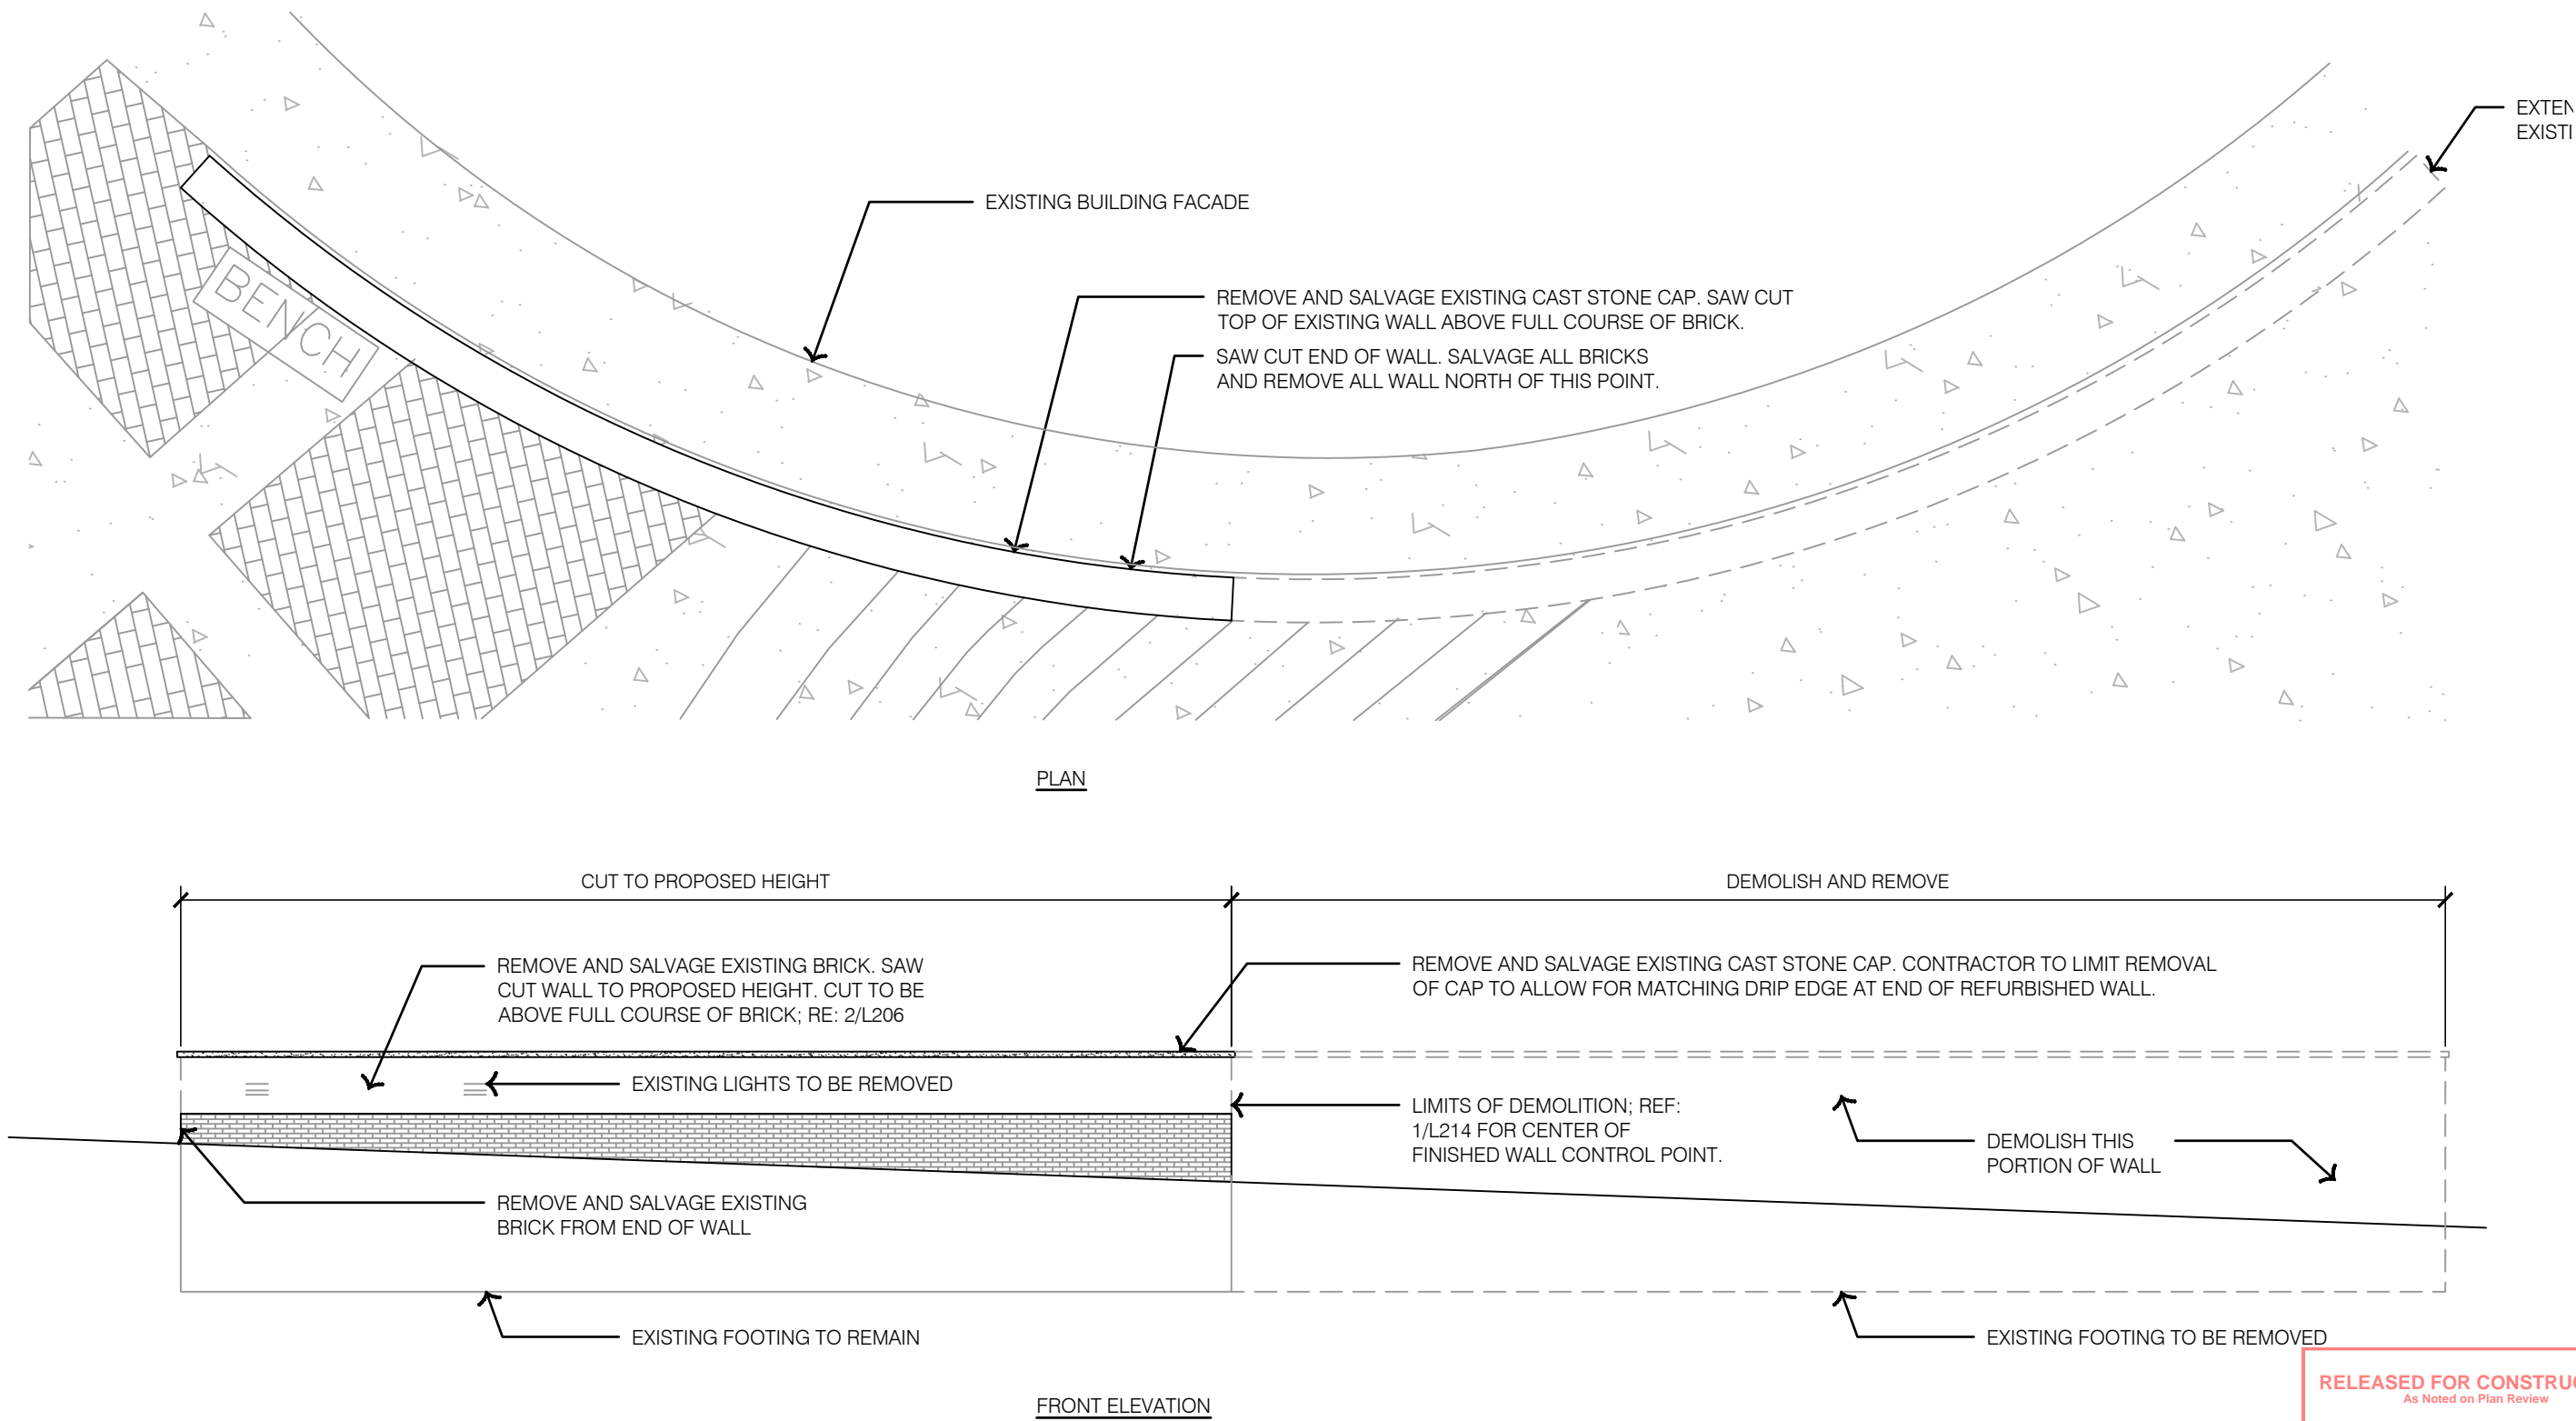 EXISTING BUILDING FACADE
REMOVE AND SALVAGE EXISTING CAST STONE CAP. SAW CUT
TOP OF EXISTING WALL ABOVE FULL COURSE OF BRICK.
SAW CUT END OF WALL. SALVAGE ALL BRICKS
AND REMOVE ALL WALL NORTH OF THIS POINT.
BENCH
PLAN
CUT TO PROPOSED HEIGHT
DEMOLISH AND REMOVE
REMOVE AND SALVAGE EXISTING BRICK. SAW
CUT WALL TO PROPOSED HEIGHT. CUT TO BE
ABOVE FULL COURSE OF BRICK; RE: 2/L206
REMOVE AND SALVAGE EXISTING CAST STONE CAP. CONTRACTOR TO LIMIT REMOVAL
OF CAP TO ALLOW FOR MATCHING DRIP EDGE AT END OF REFURBISHED WALL.
EXISTING LIGHTS TO BE REMOVED
LIMITS OF DEMOLITION; REF:
1/L214 FOR CENTER OF
FINISHED WALL CONTROL POINT.
DEMOLISH THIS
PORTION OF WALL
REMOVE AND SALVAGE EXISTING
BRICK FROM END OF WALL
EXISTING FOOTING TO REMAIN
EXISTING FOOTING TO BE REMOVED
FRONT ELEVATION
RELEASED FOR
As Noted on Plan Review